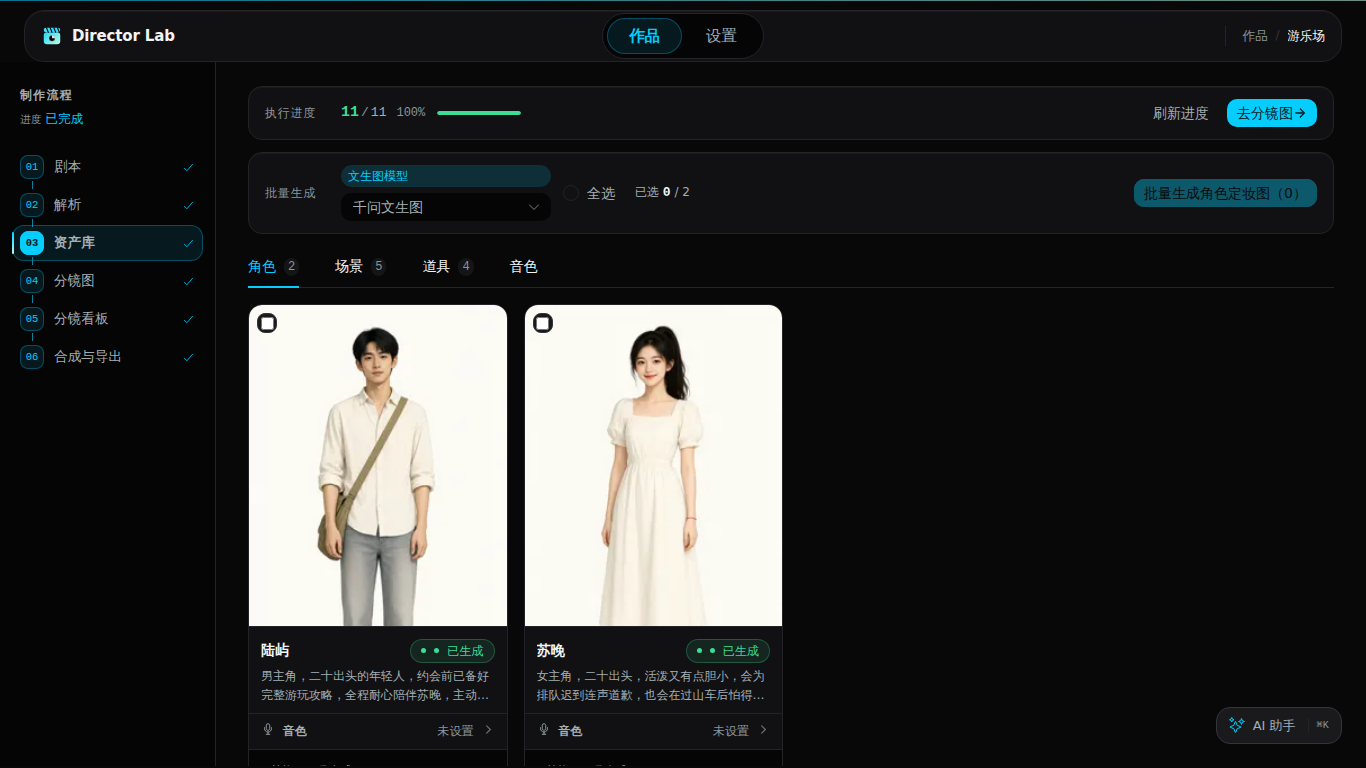 Director Lab
作品
设置
作品 / 游乐场
制作流程
进度 已完成
01 剧本
02 解析
03 资产库
04 分镜图
05 分镜看板
06 合成与导出
执行进度
11/11 100%
刷新进度
去分镜图→
批量生成
文生图模型
千问文生图
全选
已选 0 / 2
批量生成角色定妆图（0）
角色 2
场景 5
道具 4
音色
陆屿
已生成
男主角，二十出头的年轻人，约会前已备好
完整游玩攻略，全程耐心陪伴苏晚，主动…
音色
未设置
苏晚
已生成
女主角，二十出头，活泼又有点胆小，会为
排队迟到连声道歉，也会在过山车后怕得…
音色
未设置
AI 助手
⌘K